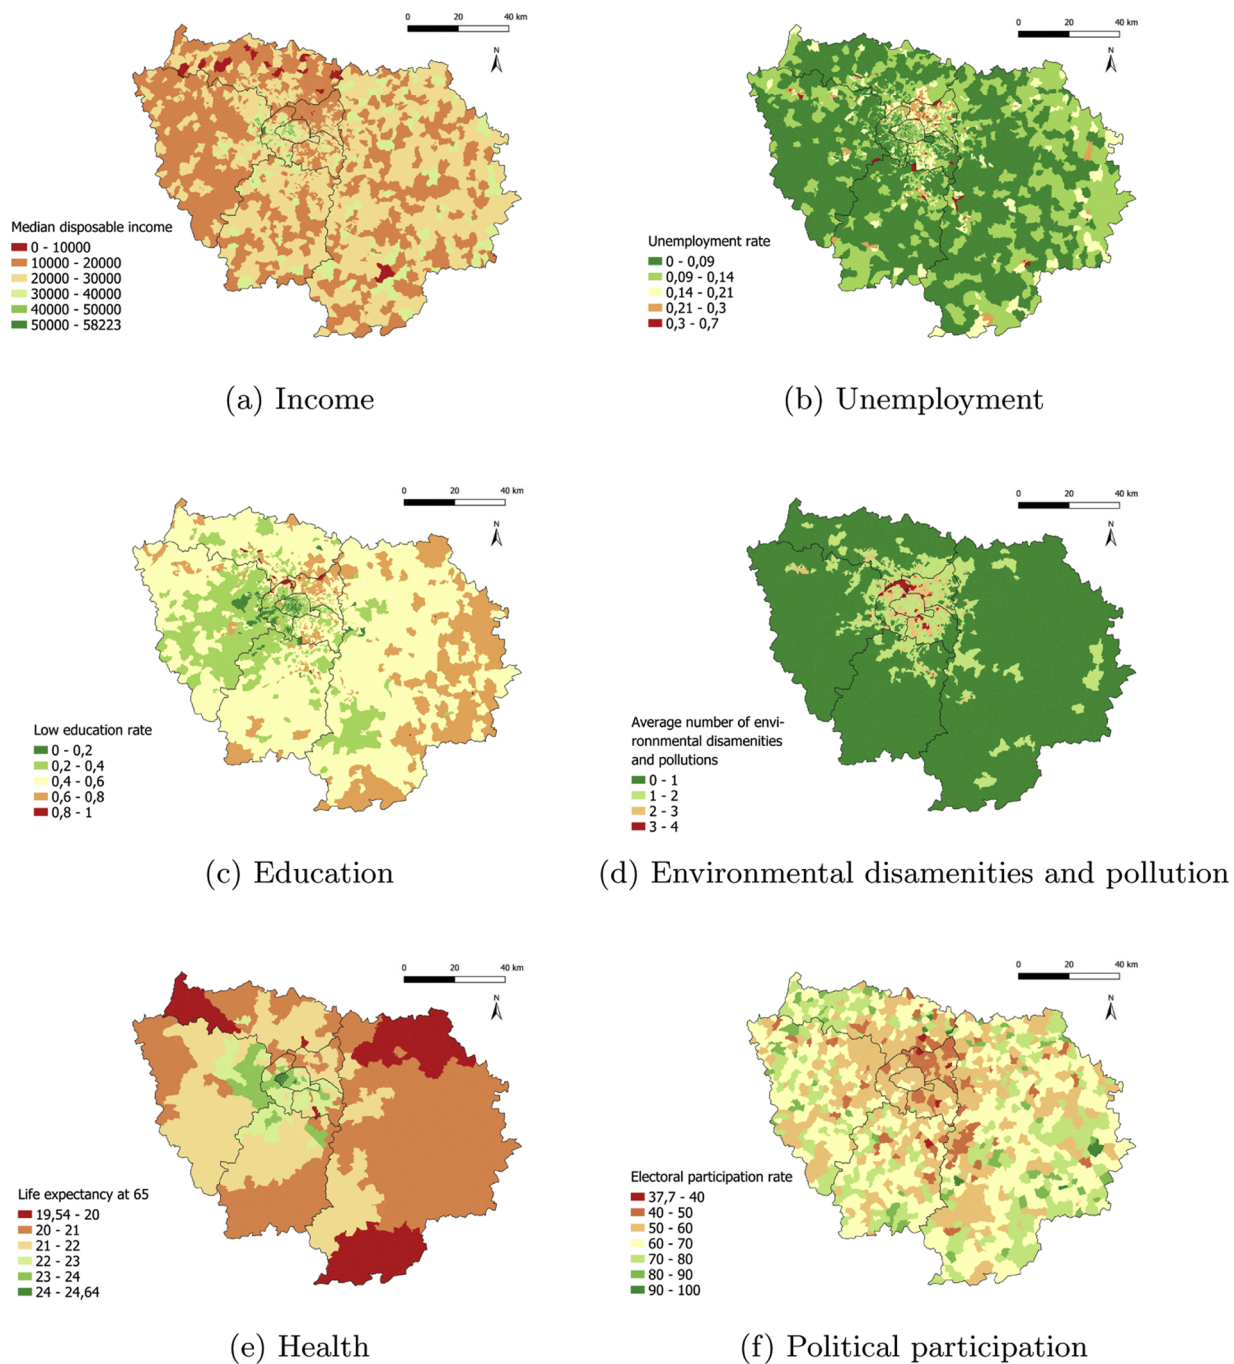 0 20 40 km
N
Median disposable income
0 - 10000
10000 - 20000
20000 - 30000
30000 - 40000
40000 - 50000
50000 - 58223
(a) Income
0 20 40 km
N
Unemployment rate
0 - 0,09
0,09 - 0,14
0,14 - 0,21
0,21 - 0,3
0,3 - 0,7
(b) Unemployment
0 20 40 km
N
Low education rate
0 - 0,2
0,2 - 0,4
0,4 - 0,6
0,6 - 0,8
0,8 - 1
(c) Education
0 20 40 km
N
Average number of envi-
ronnmental disamenities
and pollutions
0 - 1
1 - 2
2 - 3
3 - 4
(d) Environmental disamenities and pollution
0 20 40 km
N
Life expectancy at 65
19,54 - 20
20 - 21
21 - 22
22 - 23
23 - 24
24 - 24,64
(e) Health
0 20 40 km
N
Electoral participation rate
37,7 - 40
40 - 50
50 - 60
60 - 70
70 - 80
80 - 90
90 - 100
(f) Political participation